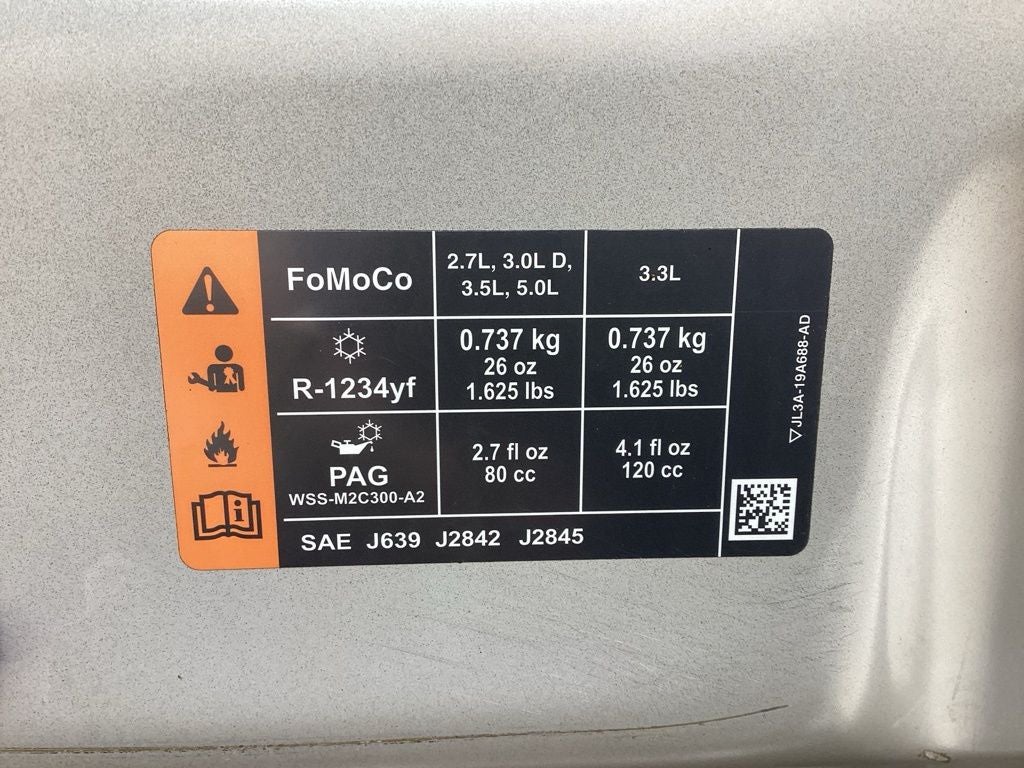 FoMoCo
2.7L, 3.0L D,
3.5L, 5.0L
3.3L
R-1234yf
0.737 kg
26 oz
1.625 lbs
0.737 kg
26 oz
1.625 lbs
PAG
WSS-M2C300-A2
2.7 fl oz
80 cc
4.1 fl oz
120 cc
SAE J639 J2842 J2845
JL3A-19A688-AD